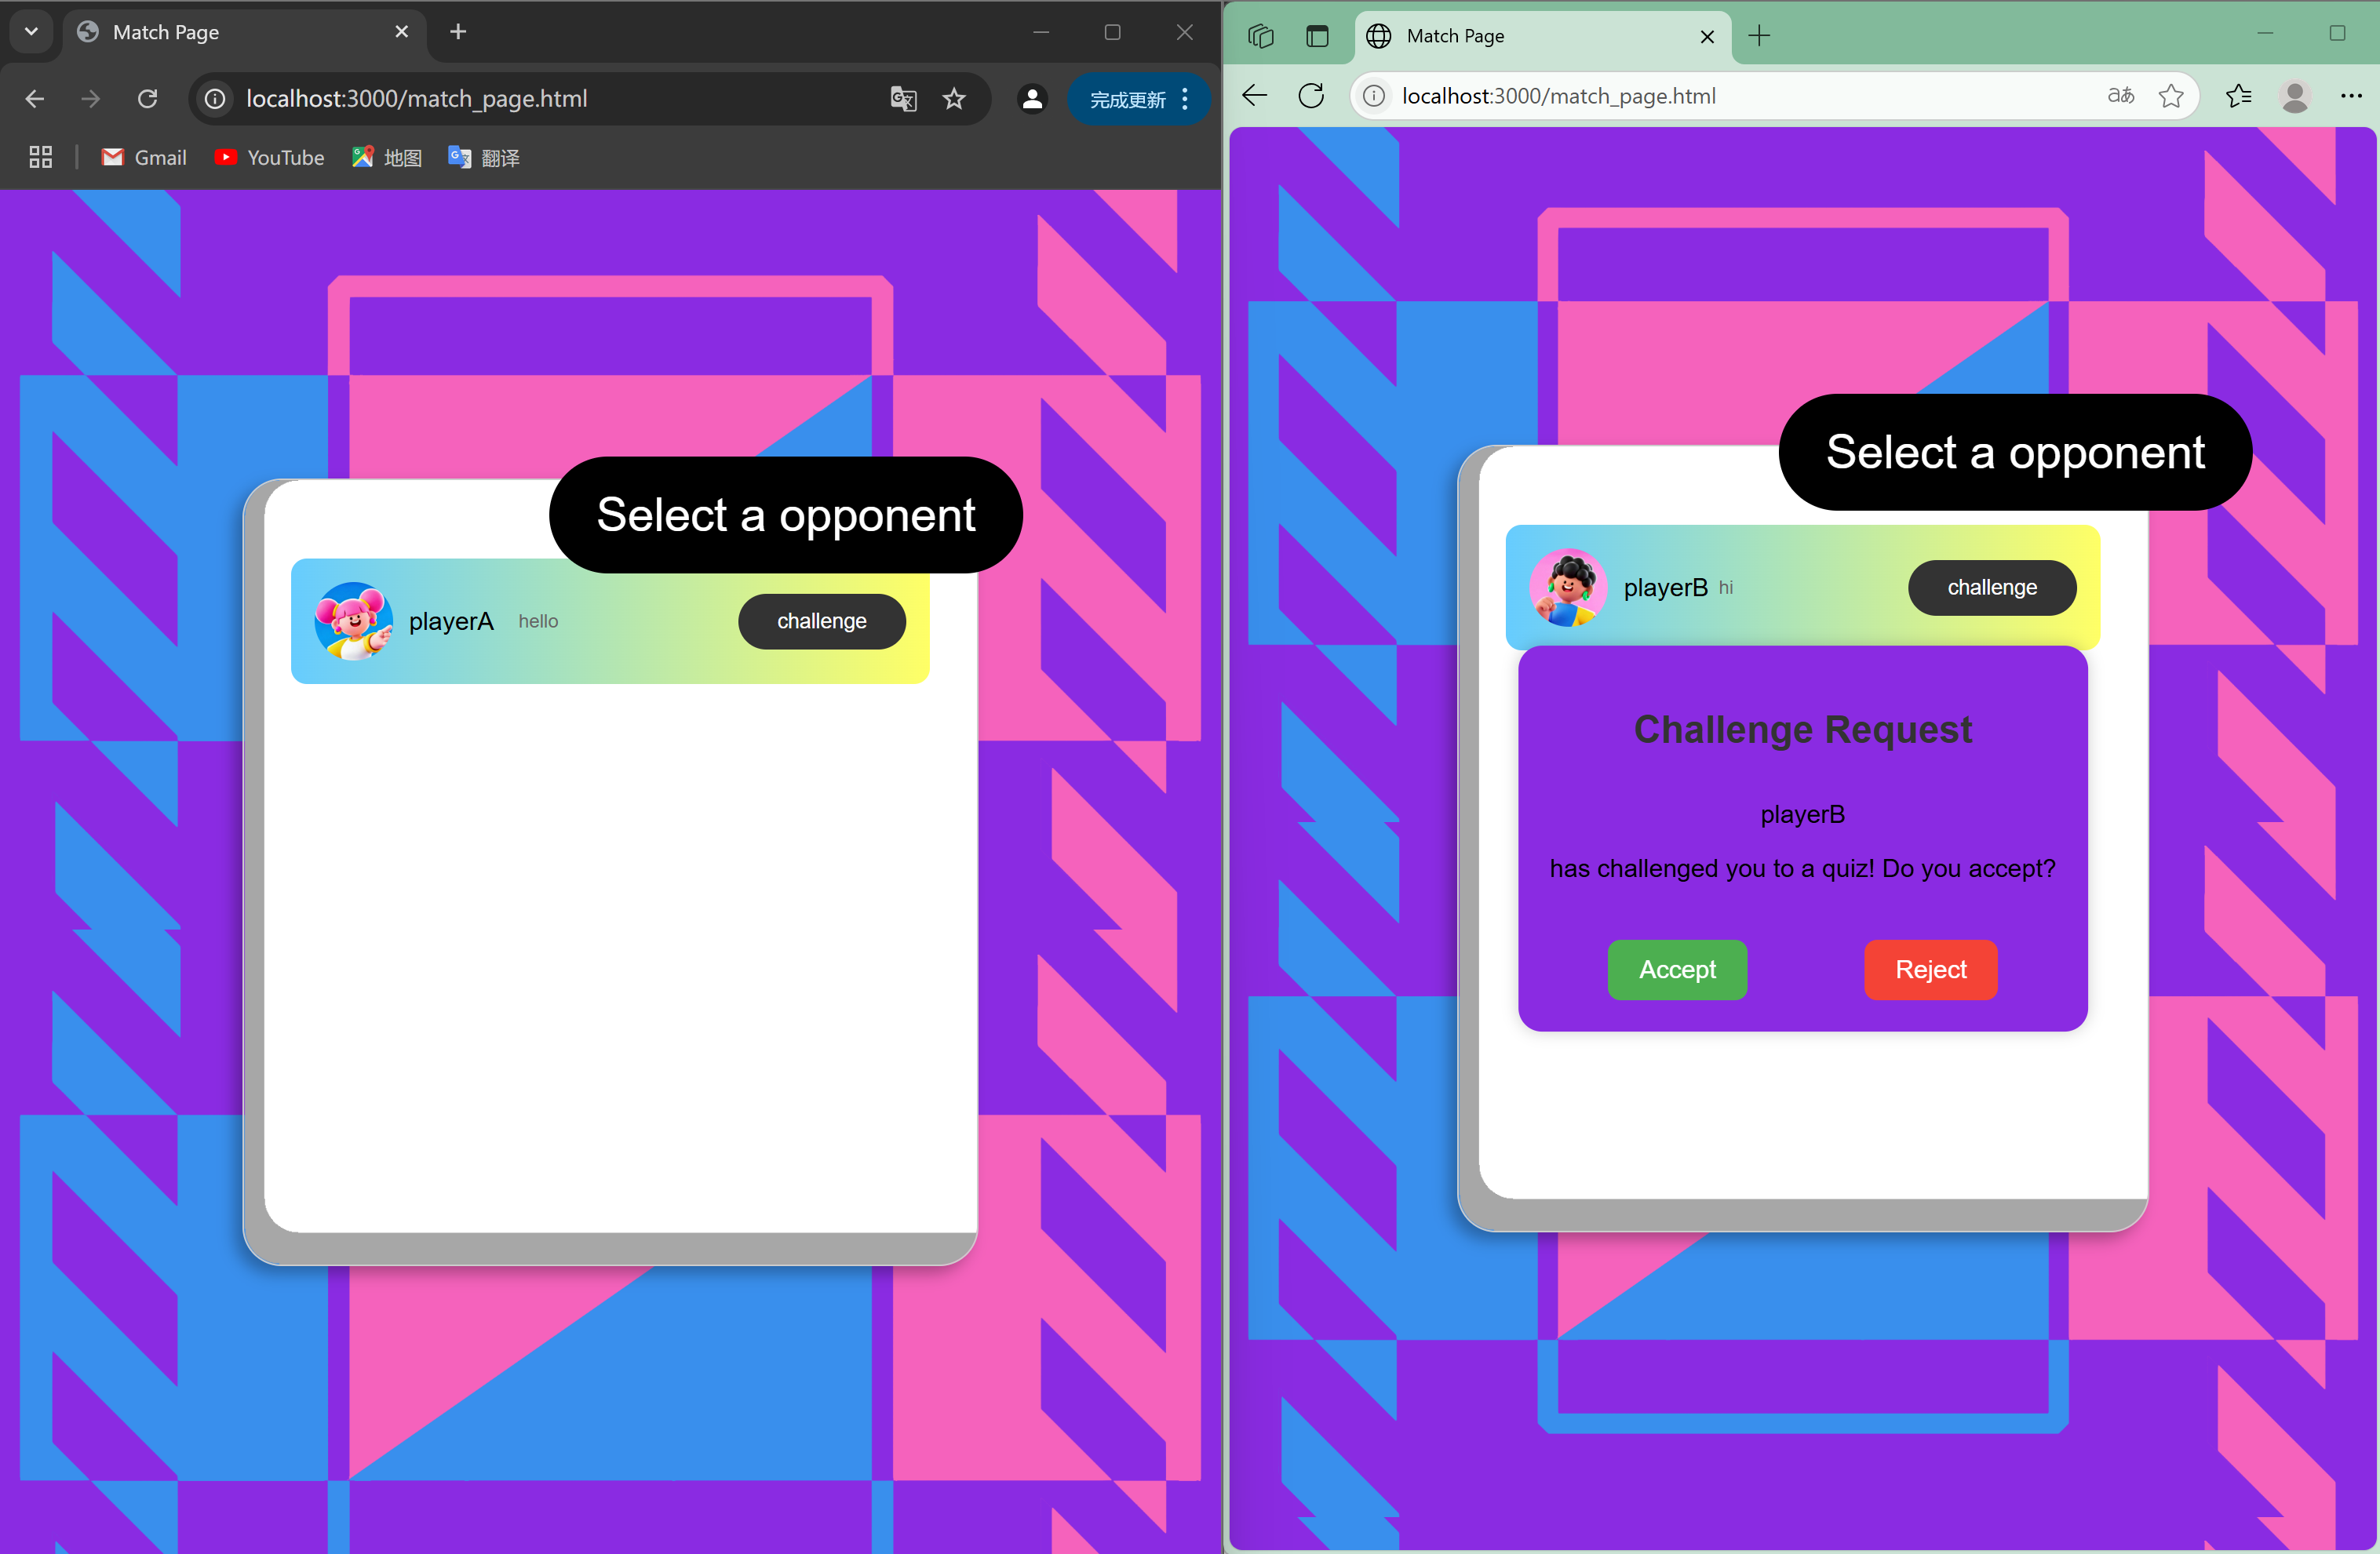 Match Page
localhost:3000/match_page.html
完成更新
Gmail
YouTube
地图
翻译
Select a opponent
playerA
hello
challenge
Match Page
localhost:3000/match_page.html
Select a opponent
playerB
hi
challenge
Challenge Request
playerB
has challenged you to a quiz! Do you accept?
Accept
Reject